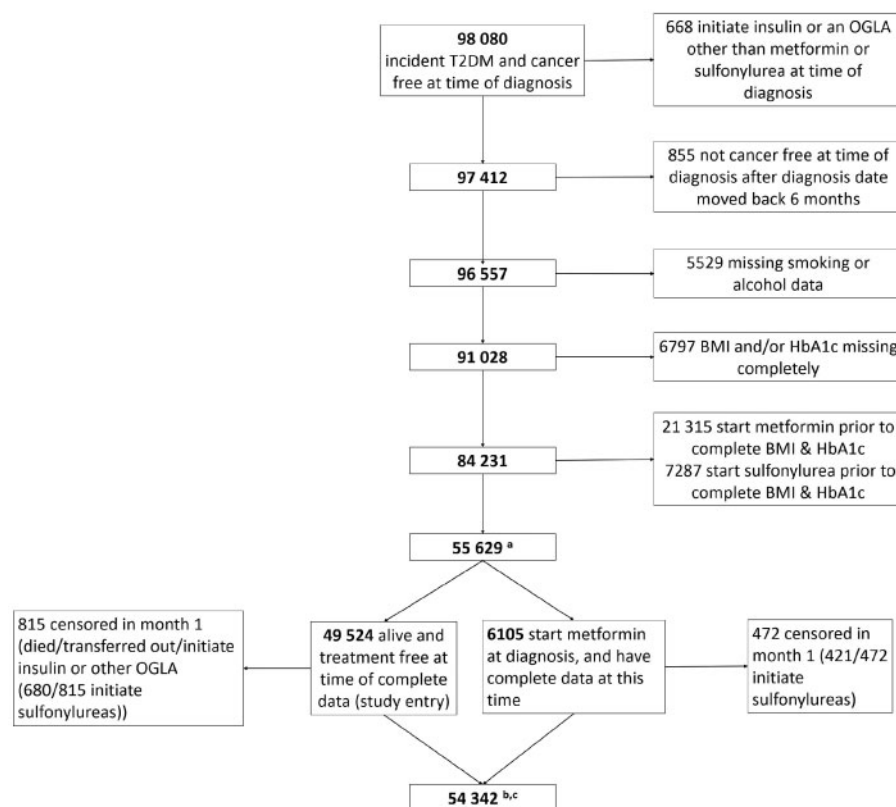 98 080
incident T2DM and cancer
free at time of diagnosis
668 initiate insulin or an OGLA
other than metformin or
sulfonylurea at time of
diagnosis
97 412
855 not cancer free at time of
diagnosis after diagnosis date
moved back 6 months
96 557
5529 missing smoking or
alcohol data
91 028
6797 BMI and/or HbA1c missing
completely
84 231
21 315 start metformin prior to
complete BMI & HbA1c
7287 start sulfonylurea prior to
complete BMI & HbA1c
55 629 a
815 censored in month 1
(died/transferred out/initiate
insulin or other OGLA
(680/815 initiate
sulfonylureas))
49 524 alive and
treatment free at
time of complete
data (study entry)
6105 start metformin
at diagnosis, and have
complete data at this
time
472 censored in
month 1 (421/472
initiate
sulfonylureas)
54 342 b,c